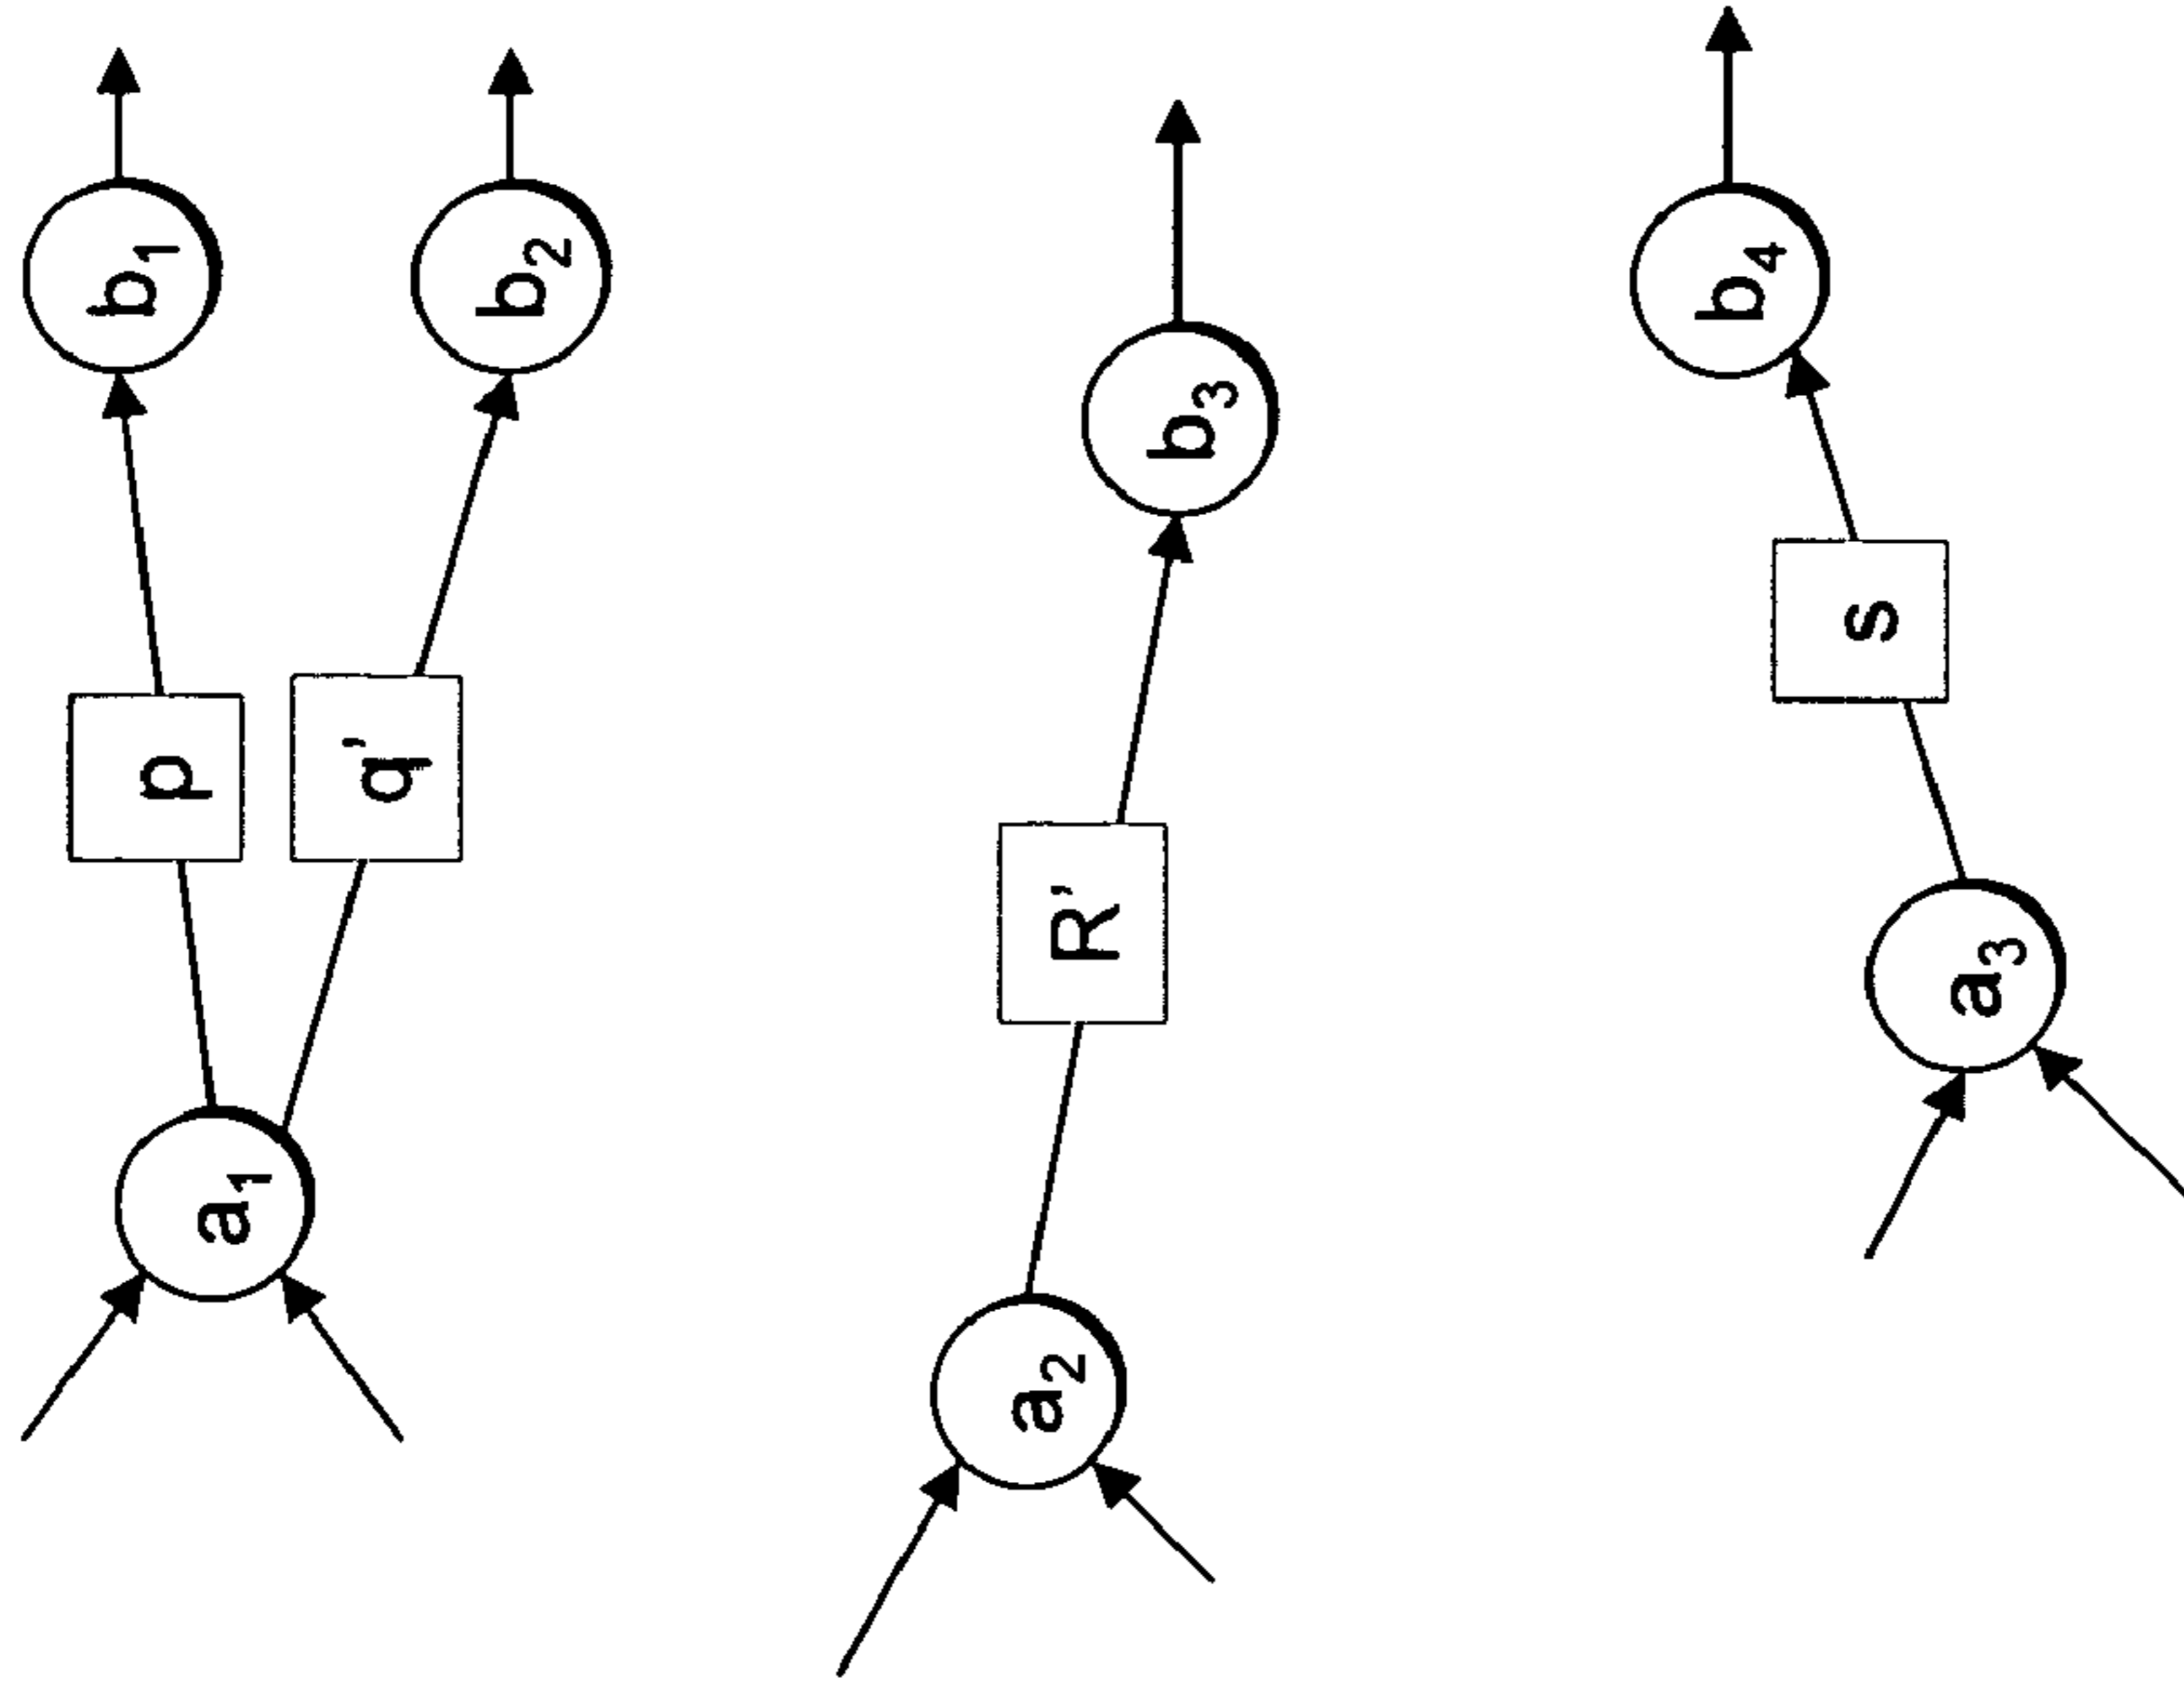 b₁
p
a₁
q’
b₂
R’
b₃
a₂
b₄
s
a₃